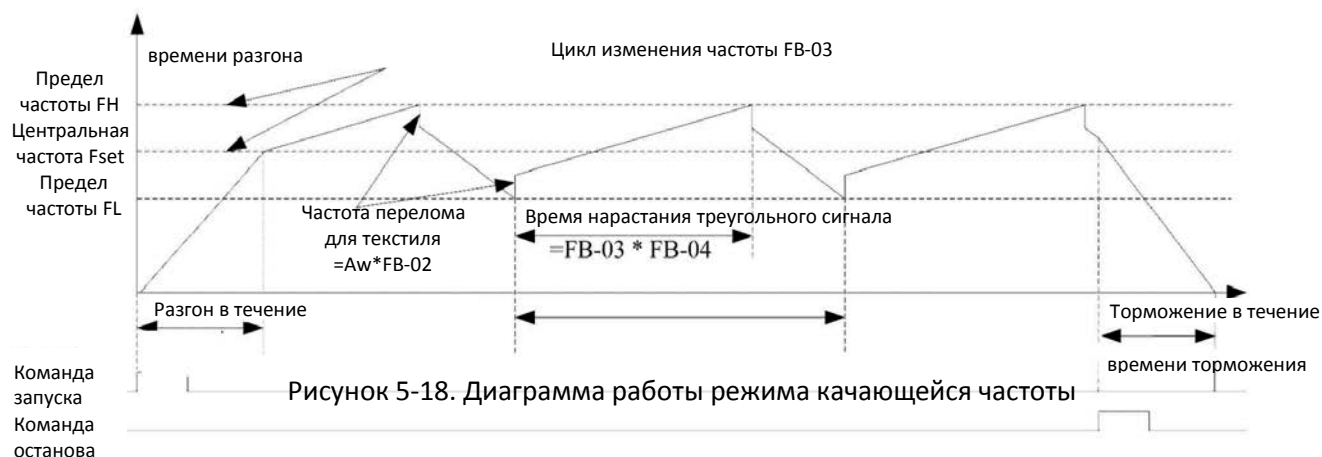 времени разгона
Цикл изменения частоты FB-03
Предел
частоты FH
Центральная
частота Fset
Предел
частоты FL
Частота перелома
для текстиля
=Aw*FB-02
Время нарастания треугольного сигнала
=FB-03 * FB-04
Разгон в течение
Торможение в течение
времени торможения
Команда
запуска
Рисунок 5-18. Диаграмма работы режима качающейся частоты
Команда
останова